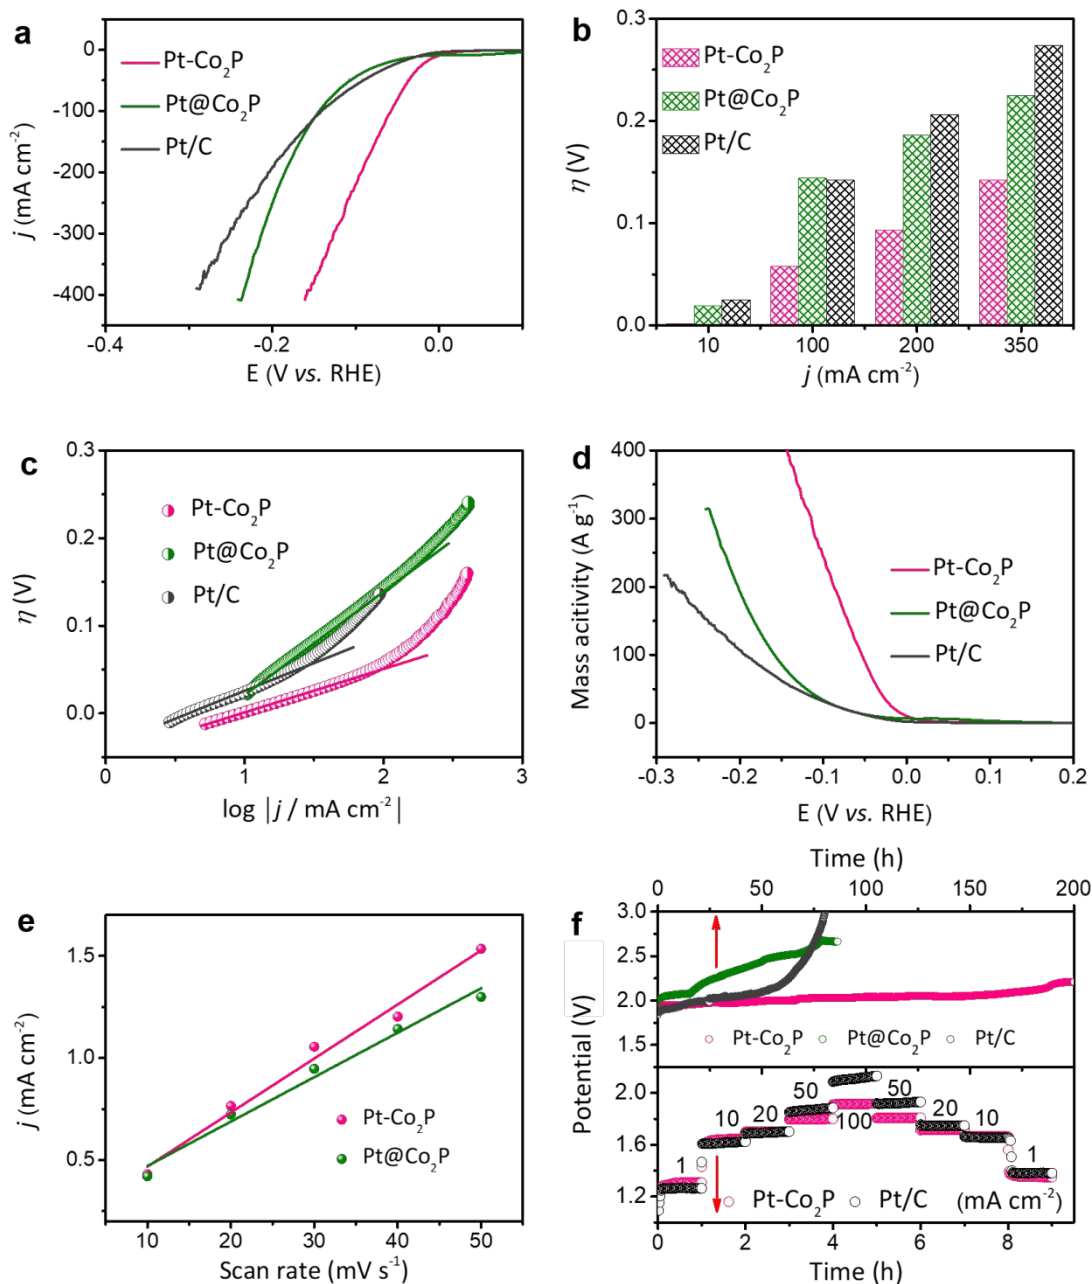 a
0
-100
-200
-300
-400
j (mA cm⁻²)
Pt-Co₂P
Pt@Co₂P
Pt/C
-0.4
-0.2
0.0
E (V vs. RHE)
b
0.3
0.2
0.1
0.0
η (V)
Pt-Co₂P
Pt@Co₂P
Pt/C
10
100
200
350
j (mA cm⁻²)
c
0.3
0.2
0.1
0.0
η (V)
Pt-Co₂P
Pt@Co₂P
Pt/C
0
1
2
3
log |j / mA cm⁻²|
d
400
300
200
100
0
Mass acitivity (A g⁻¹)
Pt-Co₂P
Pt@Co₂P
Pt/C
-0.3
-0.2
-0.1
0.0
0.1
0.2
E (V vs. RHE)
e
1.5
1.0
0.5
j (mA cm⁻²)
Pt-Co₂P
Pt@Co₂P
10
20
30
40
50
Scan rate (mV s⁻¹)
f
Time (h)
0
50
100
150
200
3.0
2.5
2.0
1.5
Pt-Co₂P Pt@Co₂P Pt/C
Potential (V)
2.0
1.6
1.2
1
10
20
50
100
50
20
10
1
Pt-Co₂P Pt/C (mA cm⁻²)
0
2
4
6
8
Time (h)